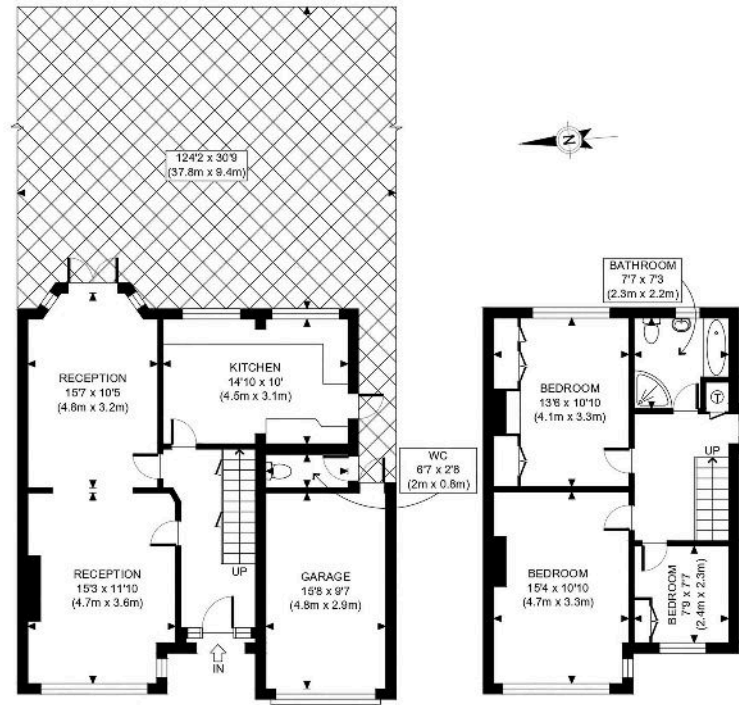 124'2 x 30'9
(37.8m x 9.4m)
N
BATHROOM
7'7 x 7'3
(2.3m x 2.2m)
RECEPTION
15'7 x 10'5
(4.8m x 3.2m)
KITCHEN
14'10 x 10'
(4.5m x 3.1m)
BEDROOM
13'6 x 10'10
(4.1m x 3.3m)
T
WC
6'7 x 2'8
(2m x 0.8m)
UP
UP
RECEPTION
15'3 x 11'10
(4.7m x 3.6m)
GARAGE
15'8 x 9'7
(4.8m x 2.9m)
BEDROOM
15'4 x 10'10
(4.7m x 3.3m)
BEDROOM
7'9 x 7'7
(2.4m x 2.3m)
IN